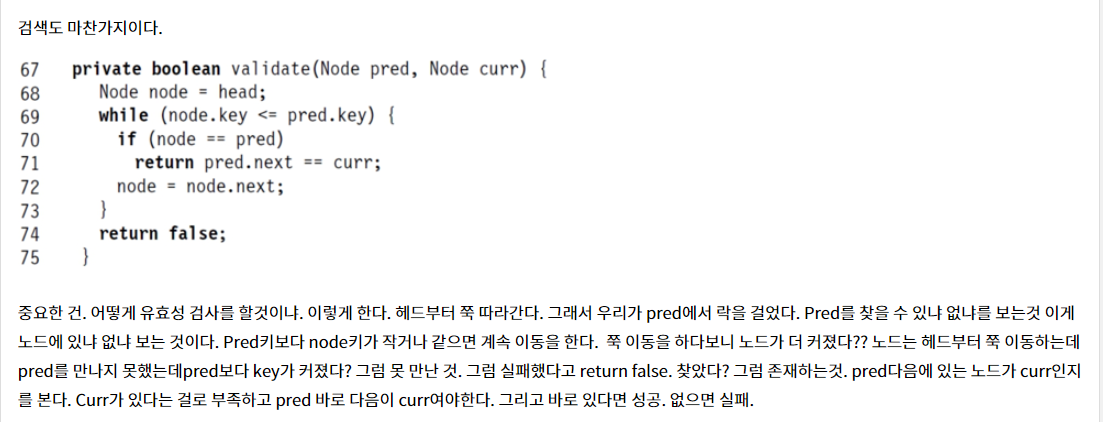 검색도 마찬가지이다.
67 private boolean validate(Node pred, Node curr) {
68 Node node = head;
69 while (node.key <= pred.key) {
70 if (node == pred)
71 return pred.next == curr;
72 node = node.next;
73 }
74 return false;
75 }
중요한 건. 어떻게 유효성 검사를 할것이냐. 이렇게 한다. 헤드부터 쭉 따라간다. 그래서 우리가 pred에서 락을 걸었다. Pred를 찾을 수 있냐 없냐를 보는것 이게
노드에 있냐 없냐 보는 것이다. Pred키보다 node키가 작거나 같으면 계속 이동을 한다. 쭉 이동을 하다보니 노드가 더 커졌다?? 노드는 헤드부터 쭉 이동하는데
pred를 만나지 못했는데pred보다 key가 커졌다? 그럼 못 만난 것. 그럼 실패했다고 return false. 찾았다? 그럼 존재하는것. pred다음에 있는 노드가 curr인지
를 본다. Curr가 있다는 걸로 부족하고 pred 바로 다음이 curr여야한다. 그리고 바로 있다면 성공. 없으면 실패.